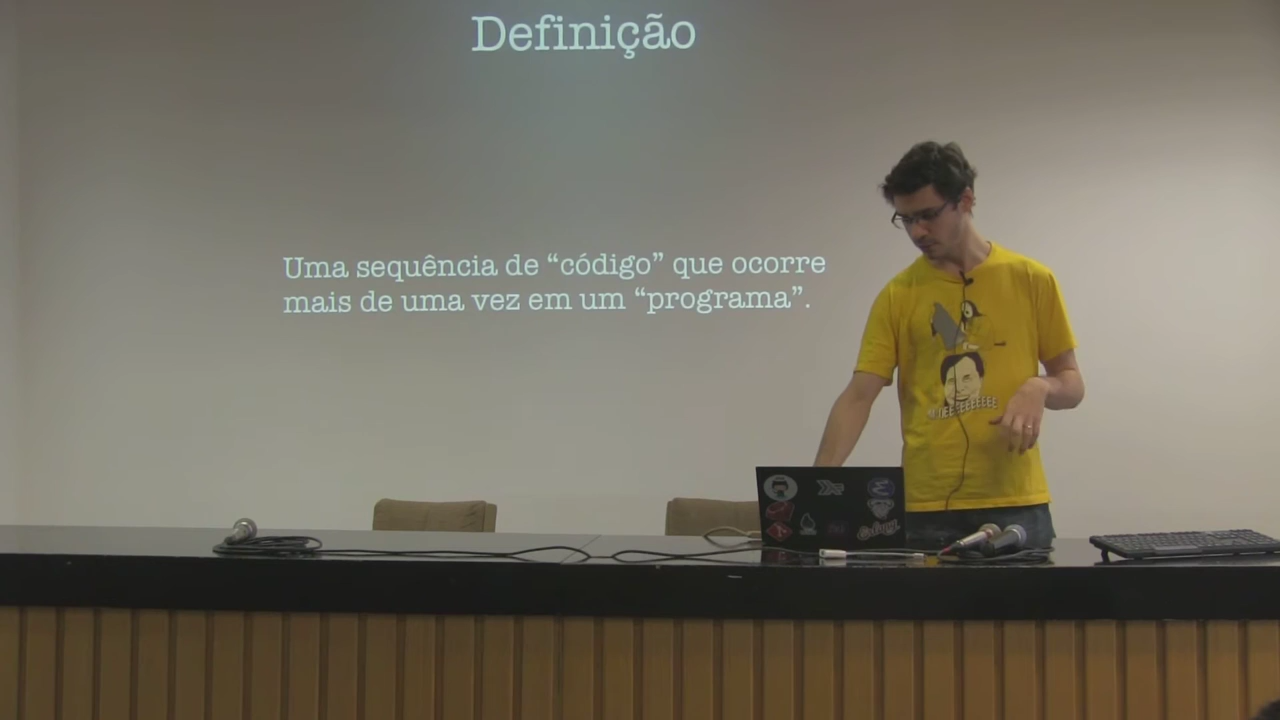 Definição
Uma sequência de “código” que ocorre
mais de uma vez em um “programa”.